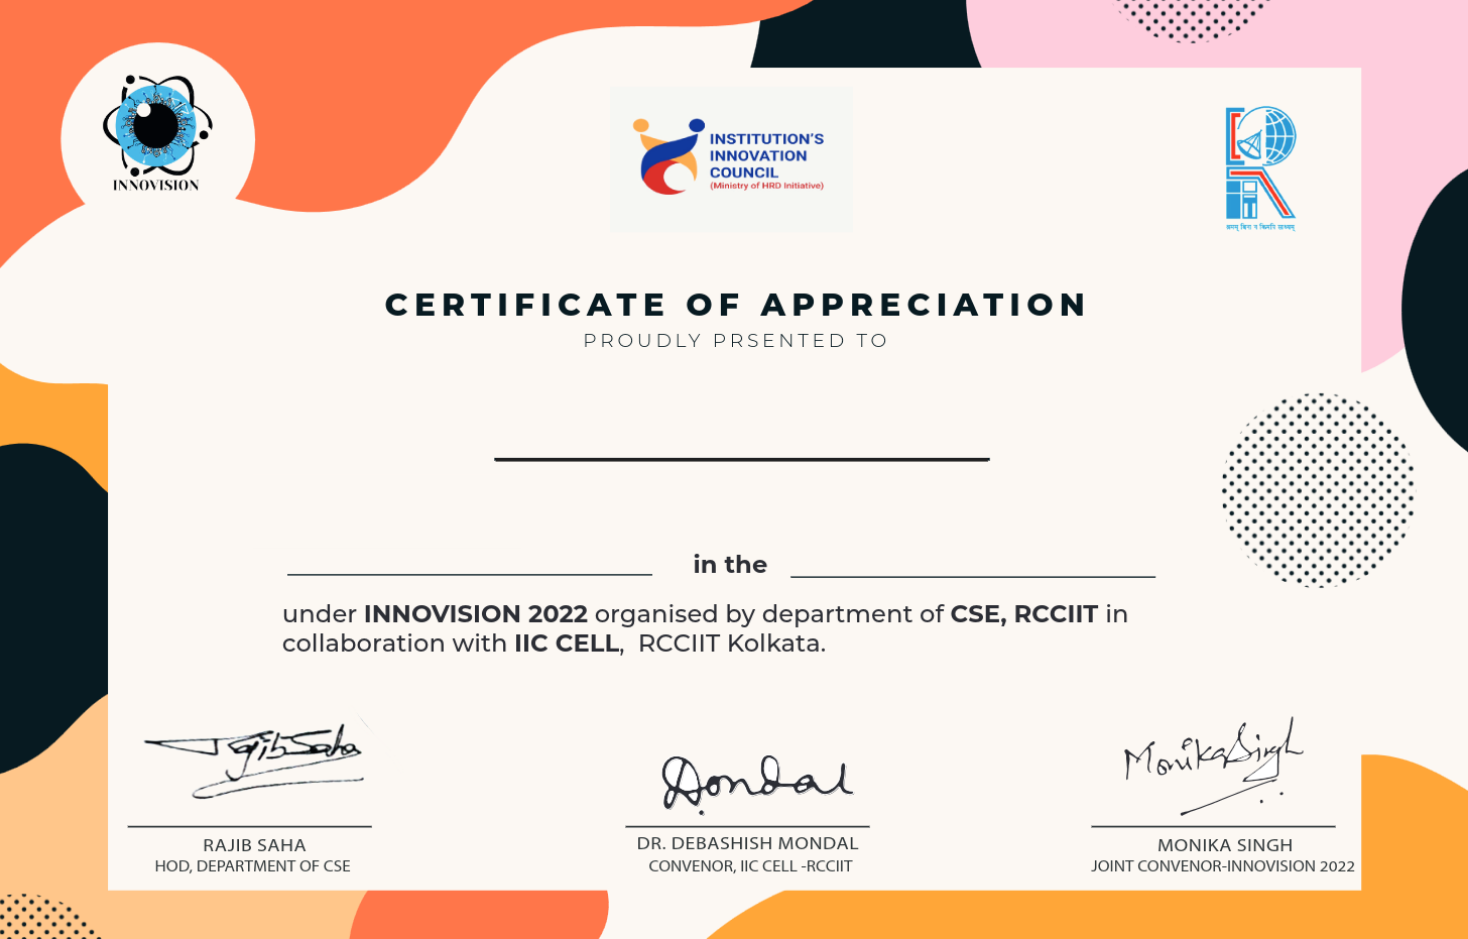 INNOVISION
INSTITUTION'S
INNOVATION
COUNCIL
(Ministry of HRD Initiative)
CERTIFICATE OF APPRECIATION
PROUDLY PRSENTED TO
in the
under INNOVISION 2022 organised by department of CSE, RCCIIT in
collaboration with IIC CELL, RCCIIT Kolkata.
Rajib Saha
Dondal
Monika Singh
RAJIB SAHA
HOD, DEPARTMENT OF CSE
DR. DEBASHISH MONDAL
CONVENOR, IIC CELL -RCCIIT
MONIKA SINGH
JOINT CONVENOR-INNOVISION 2022